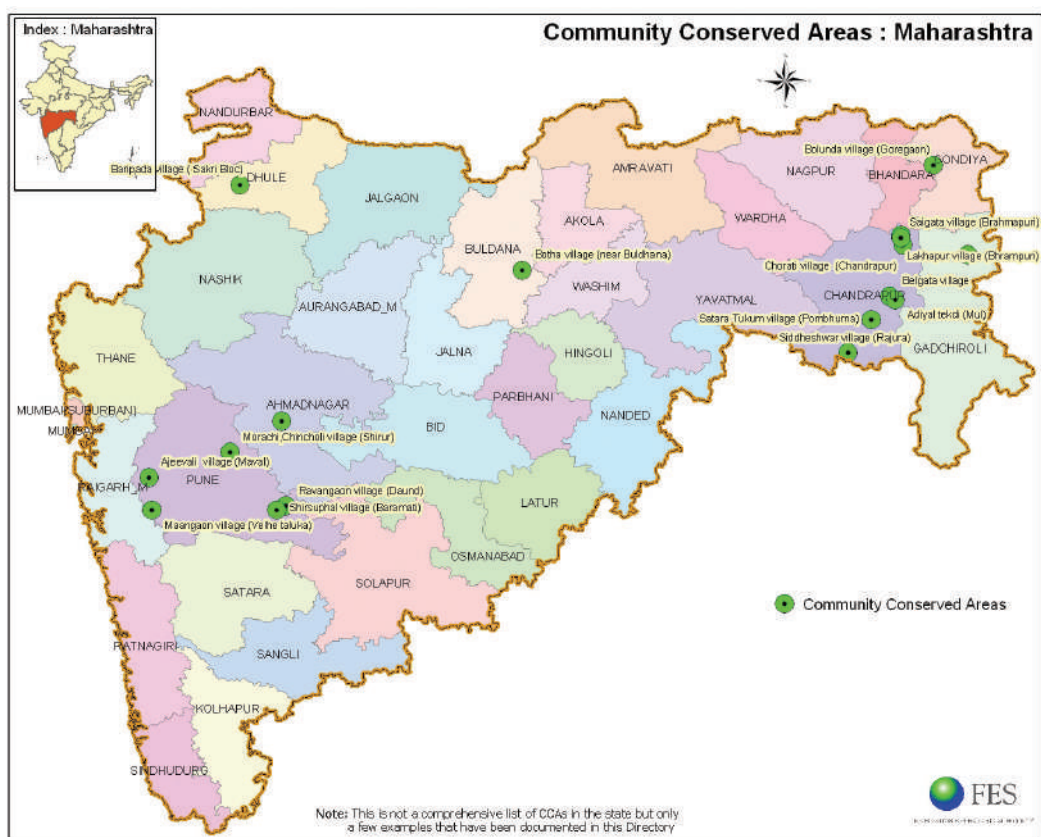 Index : Maharashtra
Community Conserved Areas : Maharashtra
NANDURBAR
Baripada village (Sakri Bloc)
DHULE
JALGAON
AMRAVATI
NAGPUR
Bolunda village (Goregaon)
GONDIYA
BHANDARA
WARDHA
AKOLA
BULDANA
Botha village (near Buldhana)
WASHIM
YAVATMAL
Saigata village (Brahmapuri)
Lakhapur village (Bhrampuri)
Chorati village (Chandrapur)
Belgata village
CHANDRAPUR
Adiyal tekdi (Mul)
Satara Tukum village (Pombhurna)
Siddheshwar village (Rajura)
GADCHIROLI
NASHIK
AURANGABAD_M
JALNA
HINGOLI
PARBHANI
NANDED
THANE
MUMBAI(SUBURBAN)
AHMADNAGAR
BID
Morachi Chincholi village (Shirur)
Ajeevali village (Maval)
PUNE
RAIGARH_M
Ravangaon village (Daund)
Shirsuphal village (Baramati)
Maangaon village (Velhe taluka)
LATUR
OSMANABAD
SOLAPUR
SATARA
Community Conserved Areas
RATNAGIRI
SANGLI
KOLHAPUR
SINDHUDURG
FES
Note: This is not a comprehensive list of CCAs in the state but only
a few examples that have been documented in this Directory